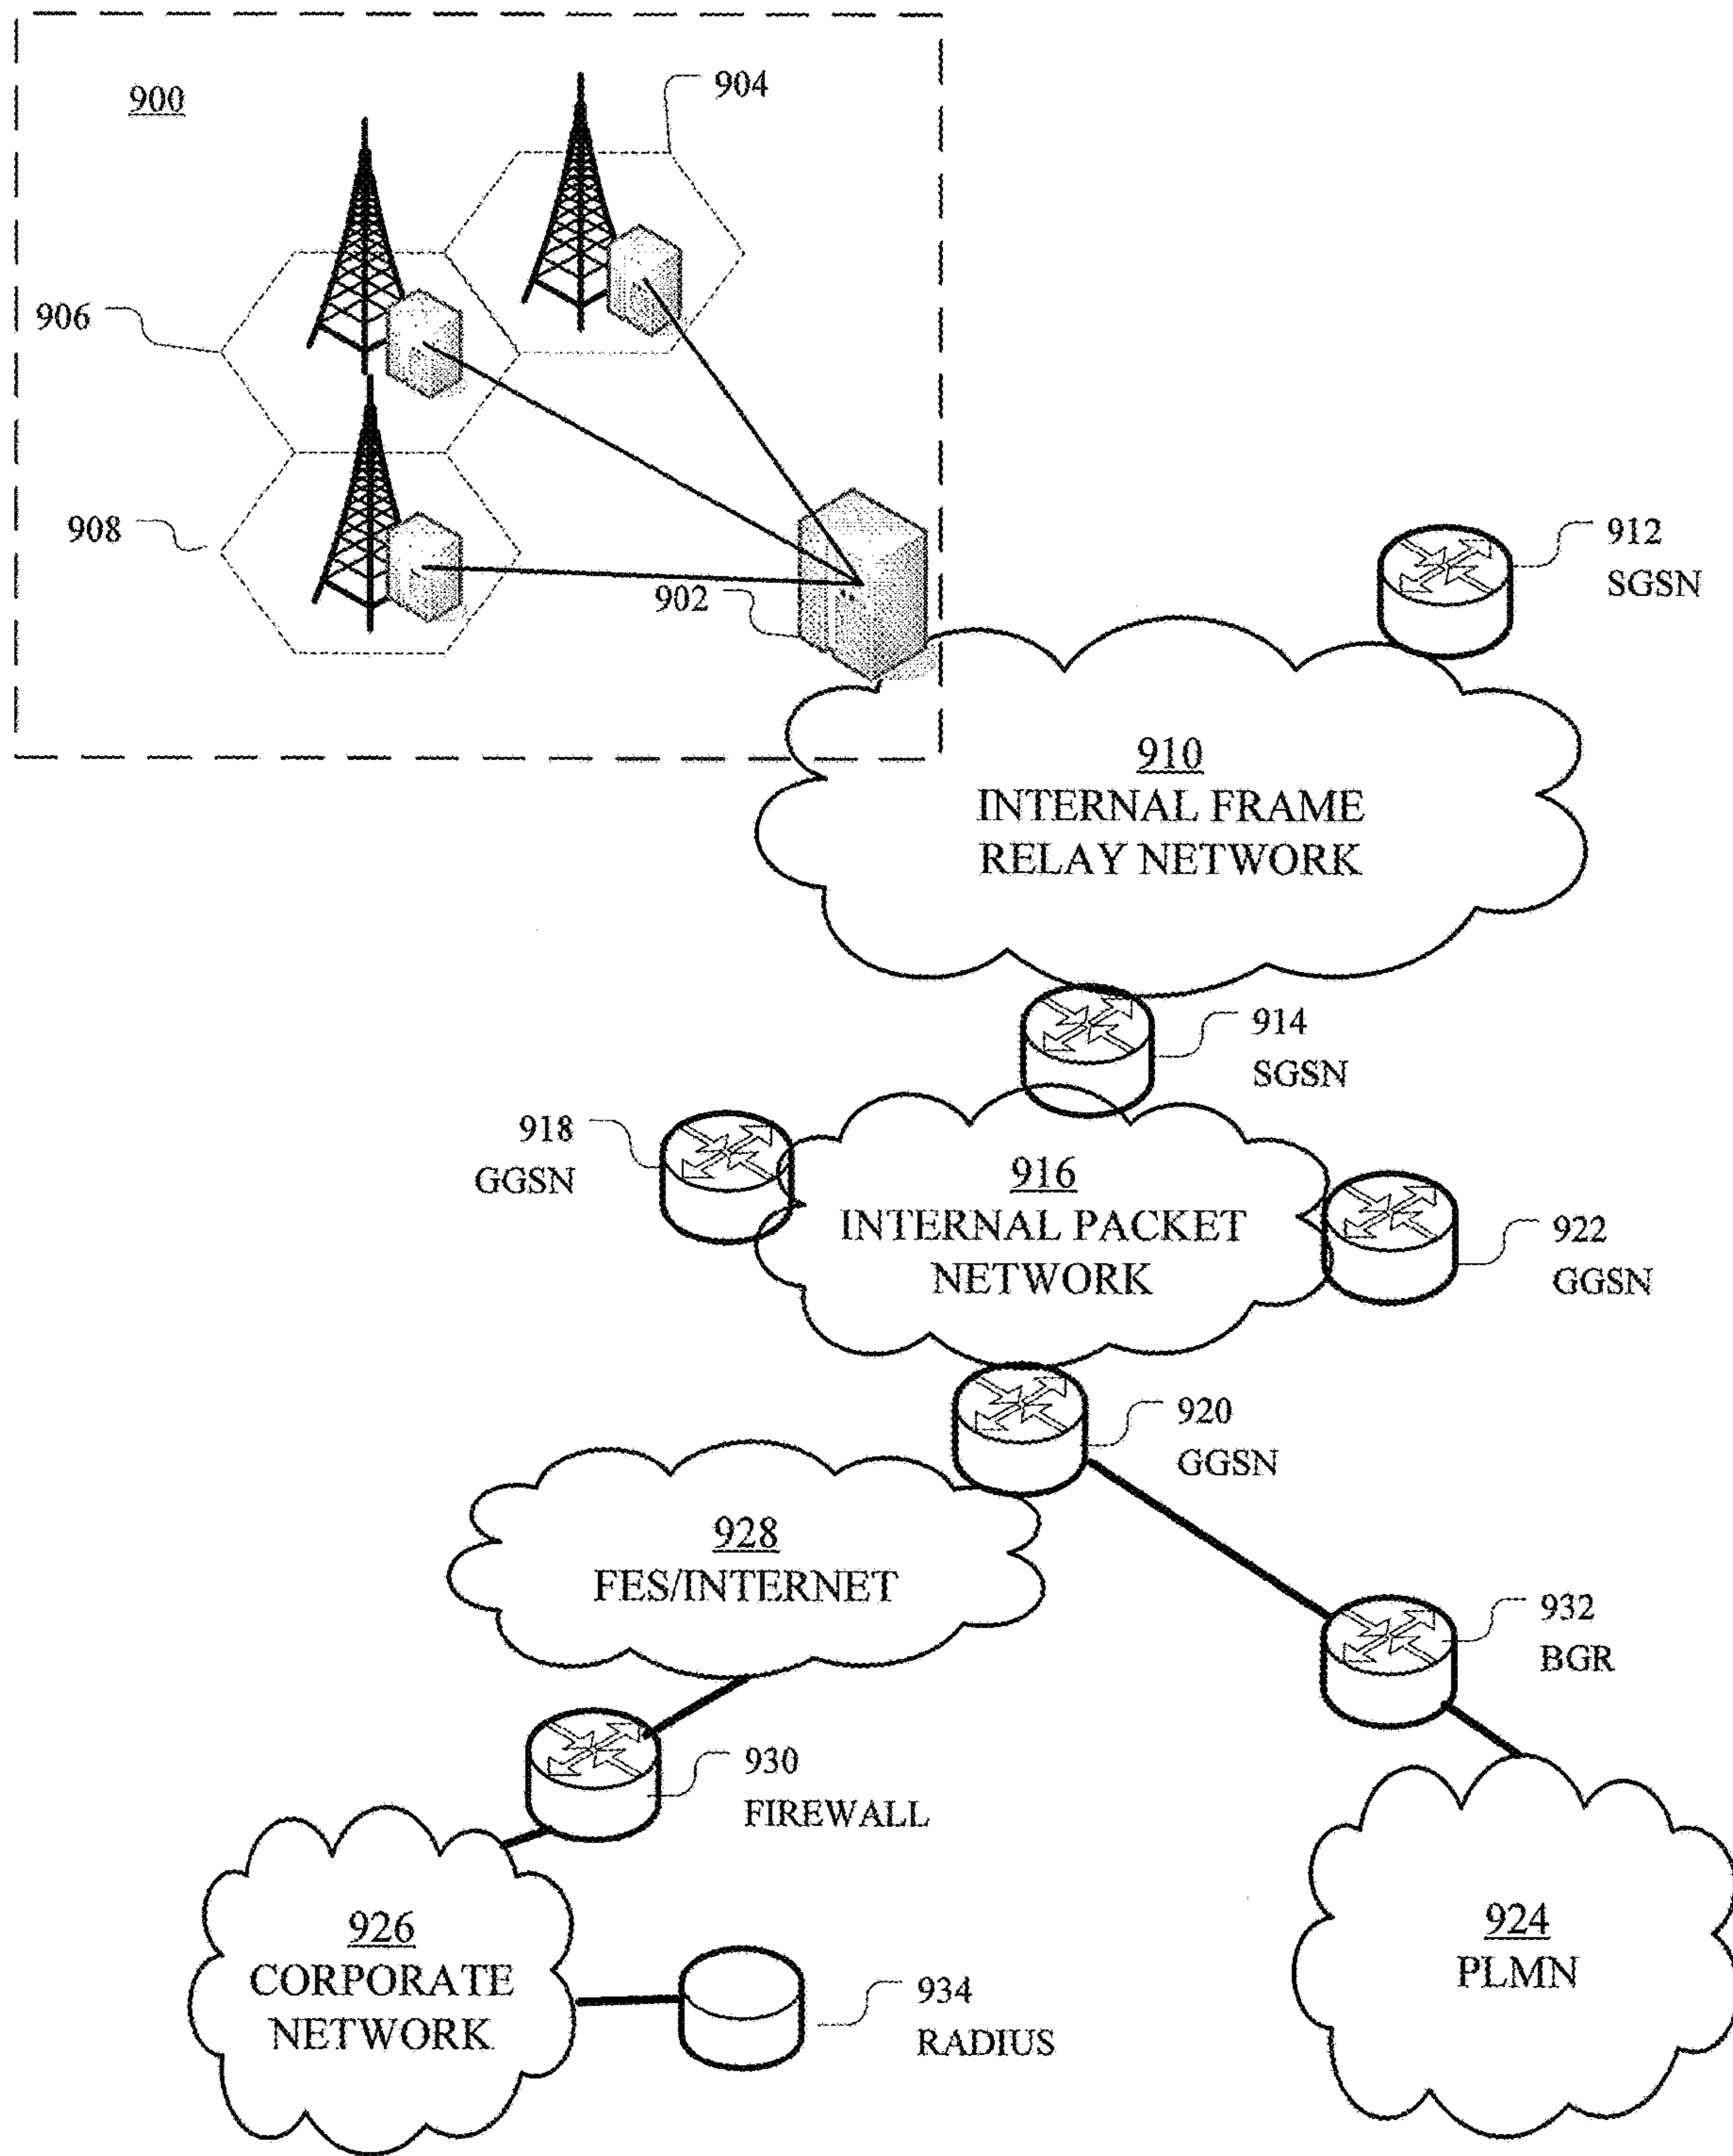 900
904
906
908
902
912
SGSN
910
INTERNAL FRAME
RELAY NETWORK
914
SGSN
918
GGSN
916
INTERNAL PACKET
NETWORK
922
GGSN
920
GGSN
928
FES/INTERNET
932
BGR
930
FIREWALL
926
CORPORATE
NETWORK
924
PLMN
934
RADIUS